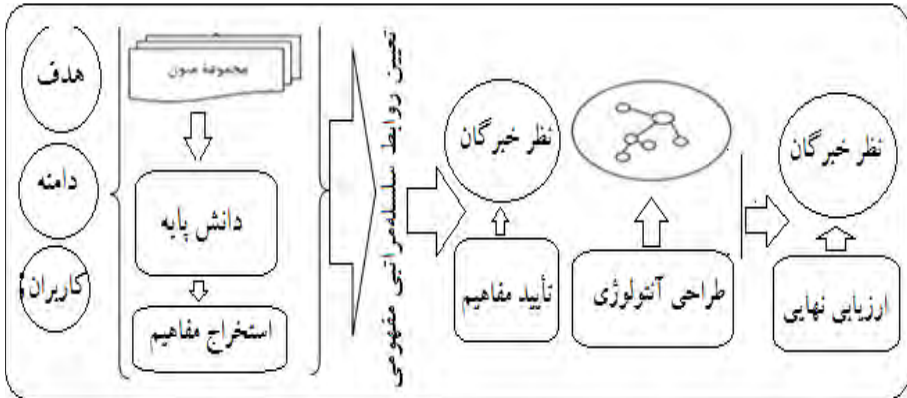 هدف
دامنه
کاربران
مجموعهٔ متون
دانش پایه
استخراج مفاهیم
تعیین روابط سلسله‌مراتبی مفهومی
نظر خبرگان
تأیید مفاهیم
طراحی آنتولوژی
نظر خبرگان
ارزیابی نهایی